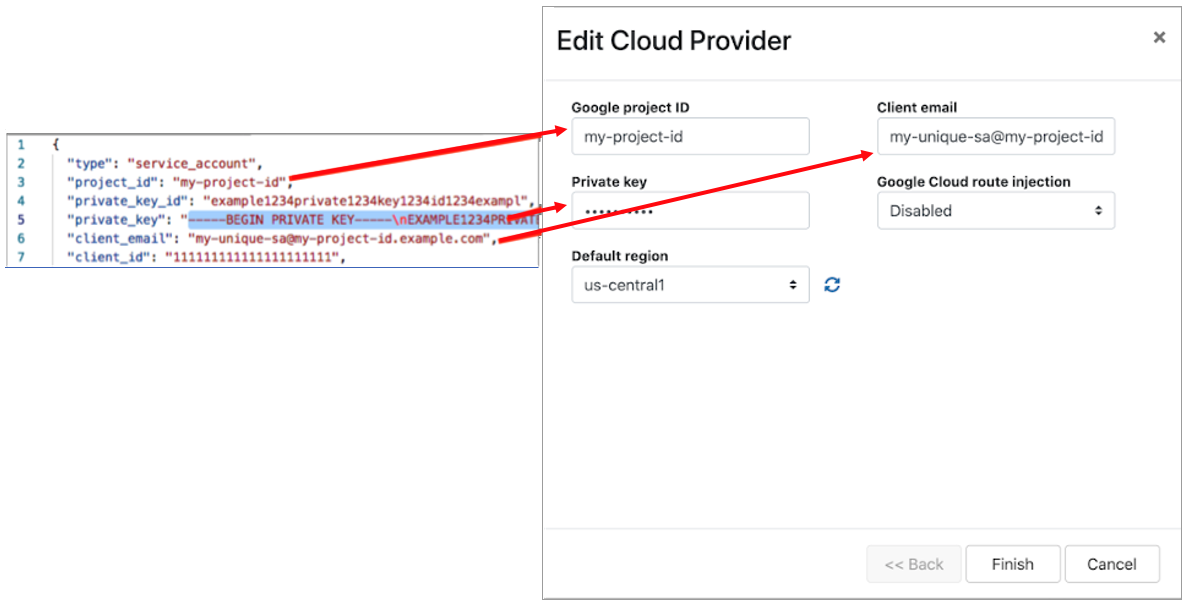 1 {
2 "type": "service_account",
3 "project_id": "my-project-id",
4 "private_key_id": "example1234private1234key1234id1234exampl",
5 "private_key": "-----BEGIN PRIVATE KEY-----\nEXAMPLE1234PRIVAT
6 "client_email": "my-unique-sa@my-project-id.example.com",
7 "client_id": "111111111111111111111",
Edit Cloud Provider ×
Google project ID
my-project-id
Client email
my-unique-sa@my-project-id
Private key
••••••••••
Google Cloud route injection
Disabled
Default region
us-central1
<< Back Finish Cancel